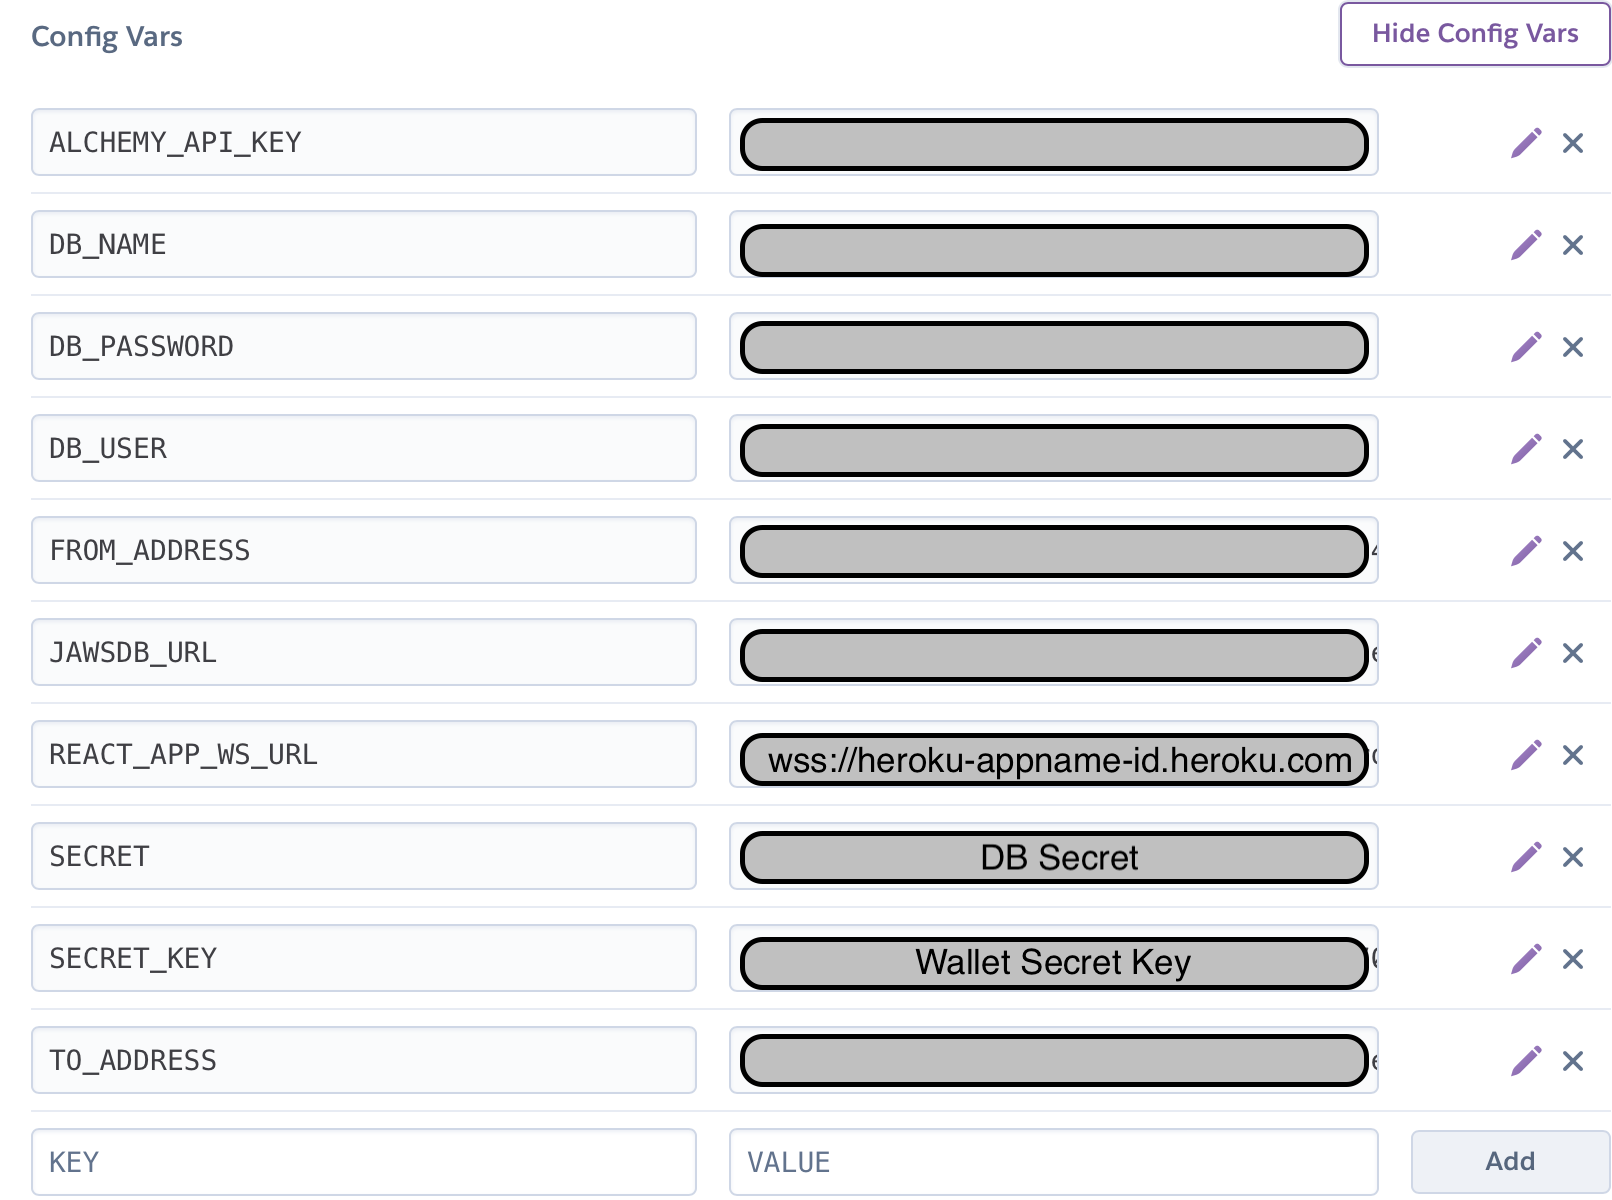 Config Vars
Hide Config Vars
ALCHEMY_API_KEY
DB_NAME
DB_PASSWORD
DB_USER
FROM_ADDRESS
JAWSDB_URL
REACT_APP_WS_URL wss://heroku-appname-id.heroku.com
SECRET DB Secret
SECRET_KEY Wallet Secret Key
TO_ADDRESS
KEY VALUE Add